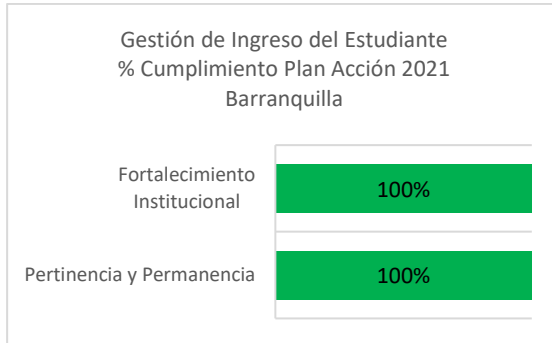 Gestión de Ingreso del Estudiante
% Cumplimiento Plan Acción 2021
Barranquilla
Fortalecimiento
Institucional
100%
Pertinencia y Permanencia
100%